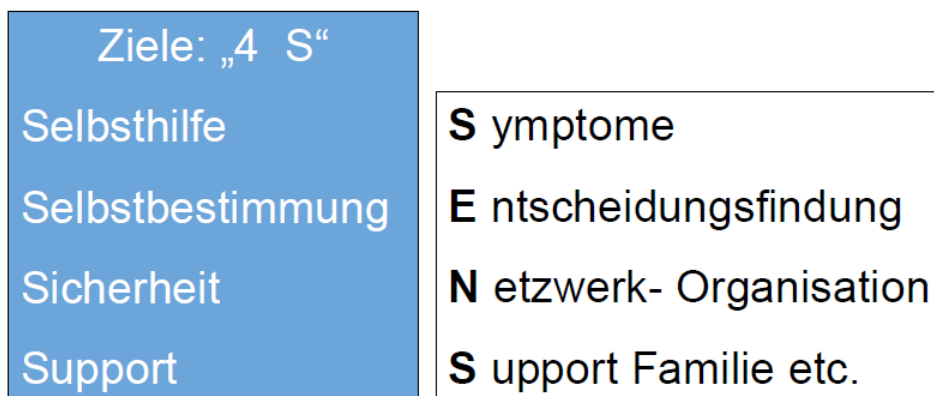 Ziele: „4 S“
Selbsthilfe
Selbstbestimmung
Sicherheit
Support
S ymptome
E ntscheidungsfindung
N etzwerk- Organisation
S upport Familie etc.